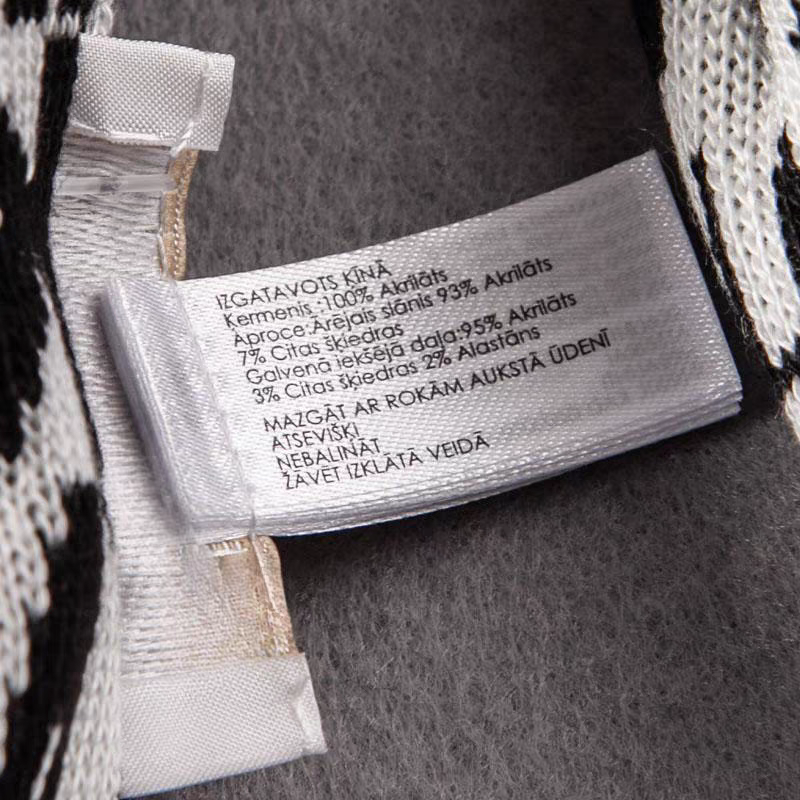 IZGATAVOTS ĶĪNĀ
Ķermenis :100% Akrilāts
Aproce:Ārējais slānis 93% Akrilāts
7% Citas šķiedras
Galvenā iekšējā daļa:95% Akrilāts
3% Citas šķiedras 2% Alastāns
MAZGĀT AR ROKĀM AUKSTĀ ŪDENĪ
ATSEVIŠĶI
NEBALINĀT
ŽĀVĒT IZKLĀTĀ VEIDĀ